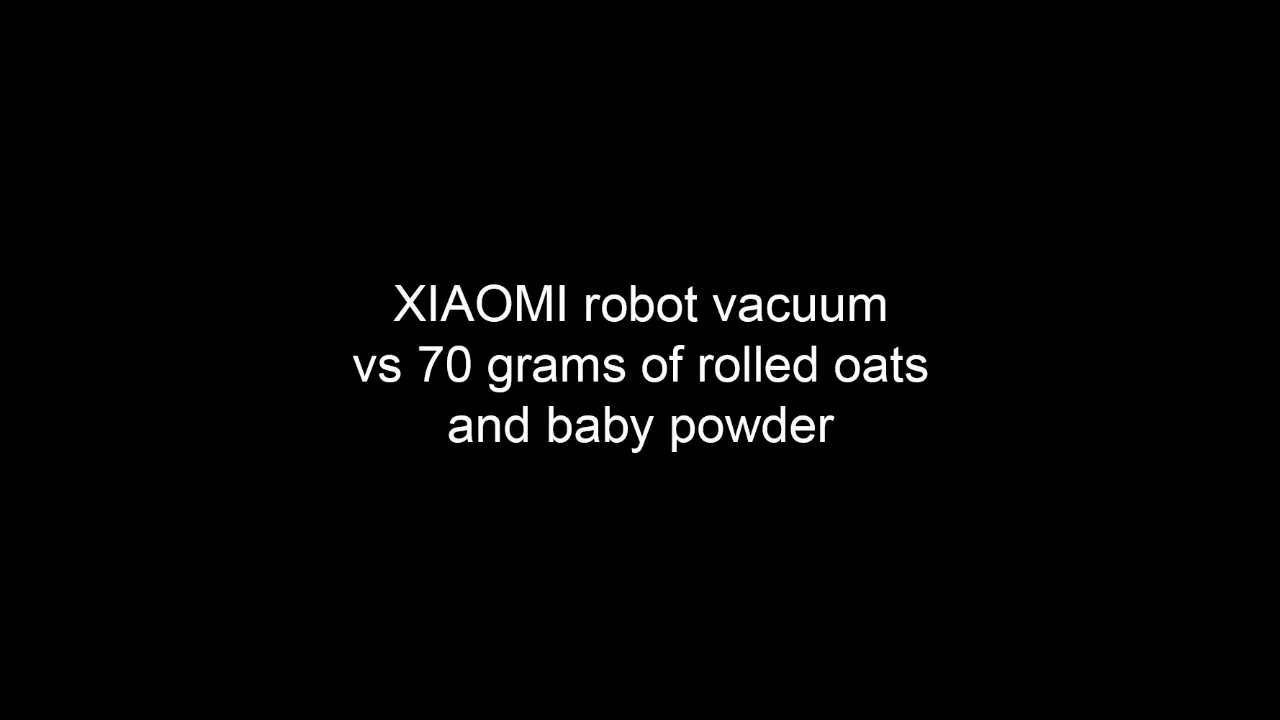 XIAOMI robot vacuum
vs 70 grams of rolled oats
and baby powder